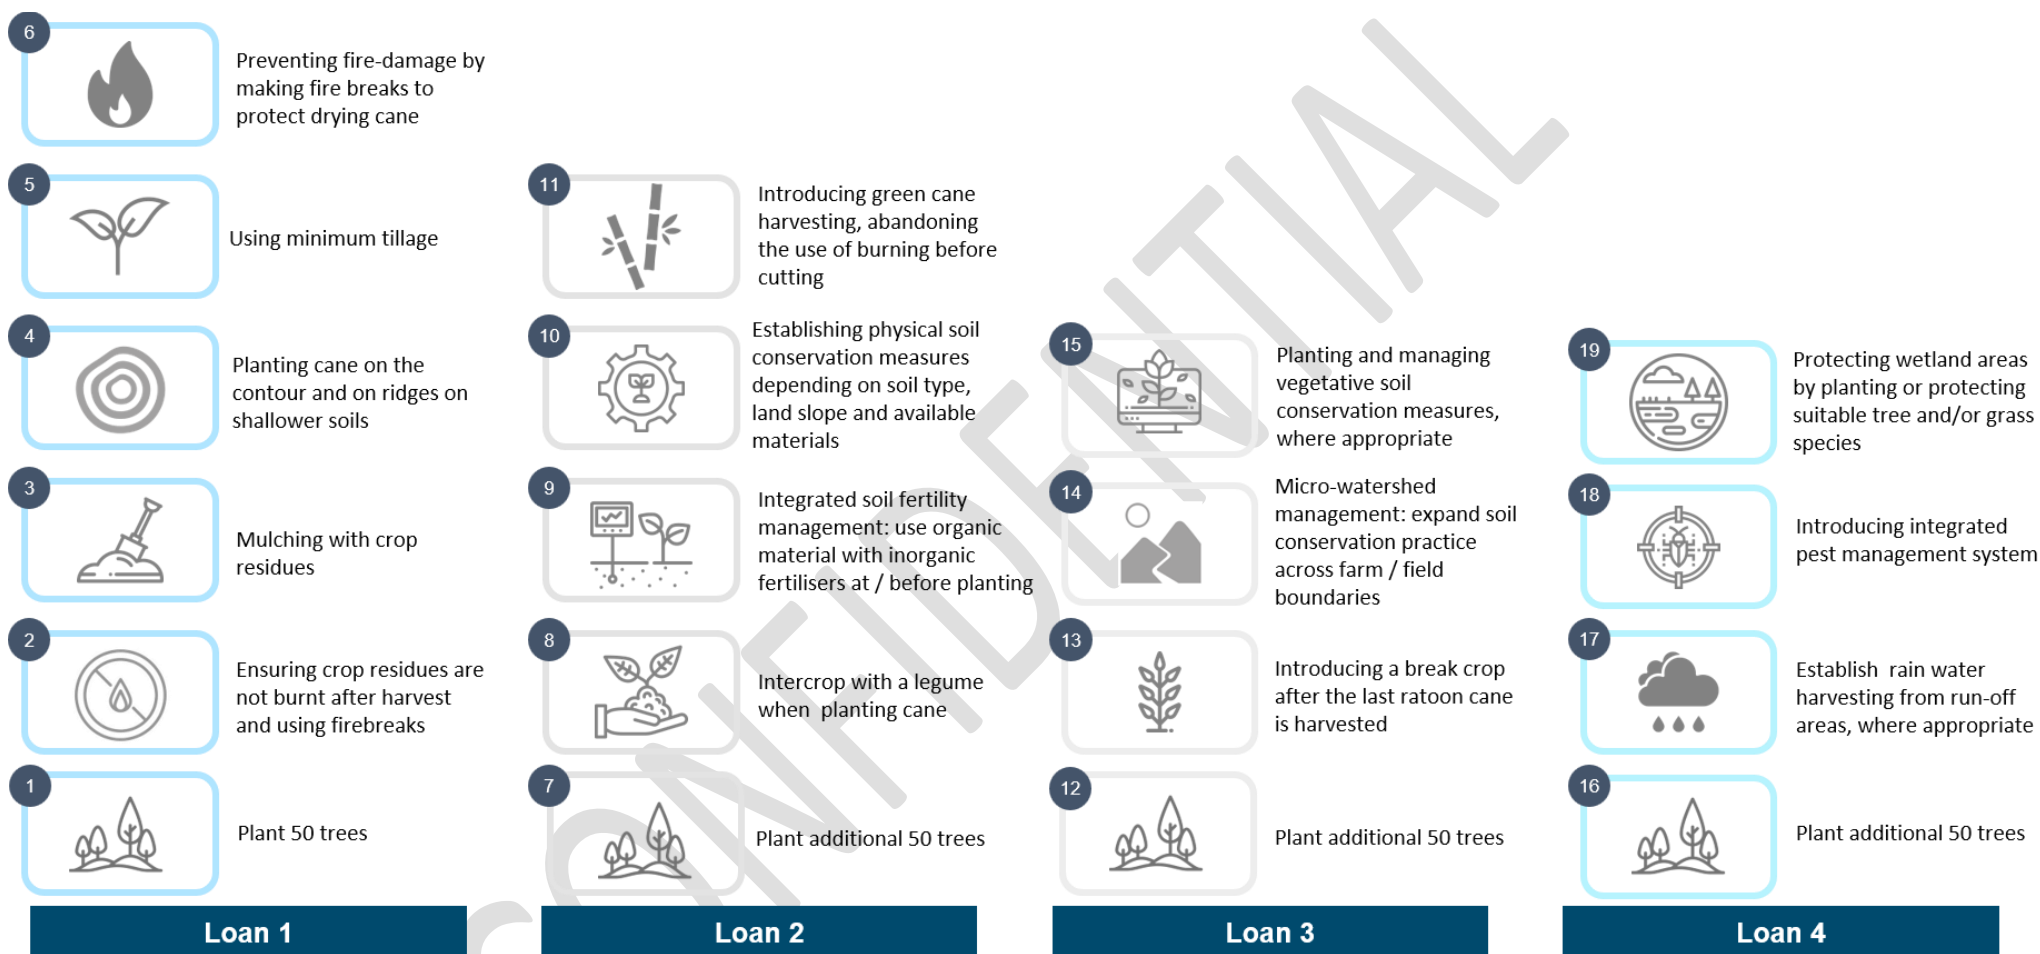 6
Preventing fire-damage by
making fire breaks to
protect drying cane
5
Using minimum tillage
4
Planting cane on the
contour and on ridges on
shallower soils
3
Mulching with crop
residues
2
Ensuring crop residues are
not burnt after harvest
and using firebreaks
1
Plant 50 trees
Loan 1
11
Introducing green cane
harvesting, abandoning
the use of burning before
cutting
10
Establishing physical soil
conservation measures
depending on soil type,
land slope and available
materials
9
Integrated soil fertility
management: use organic
material with inorganic
fertilisers at / before planting
8
Intercrop with a legume
when planting cane
7
Plant additional 50 trees
Loan 2
15
Planting and managing
vegetative soil
conservation measures,
where appropriate
14
Micro-watershed
management: expand soil
conservation practice
across farm / field
boundaries
13
Introducing a break crop
after the last ratoon cane
is harvested
12
Plant additional 50 trees
Loan 3
19
Protecting wetland areas
by planting or protecting
suitable tree and/or grass
species
18
Introducing integrated
pest management system
17
Establish rain water
harvesting from run-off
areas, where appropriate
16
Plant additional 50 trees
Loan 4
CONFIDENTIAL